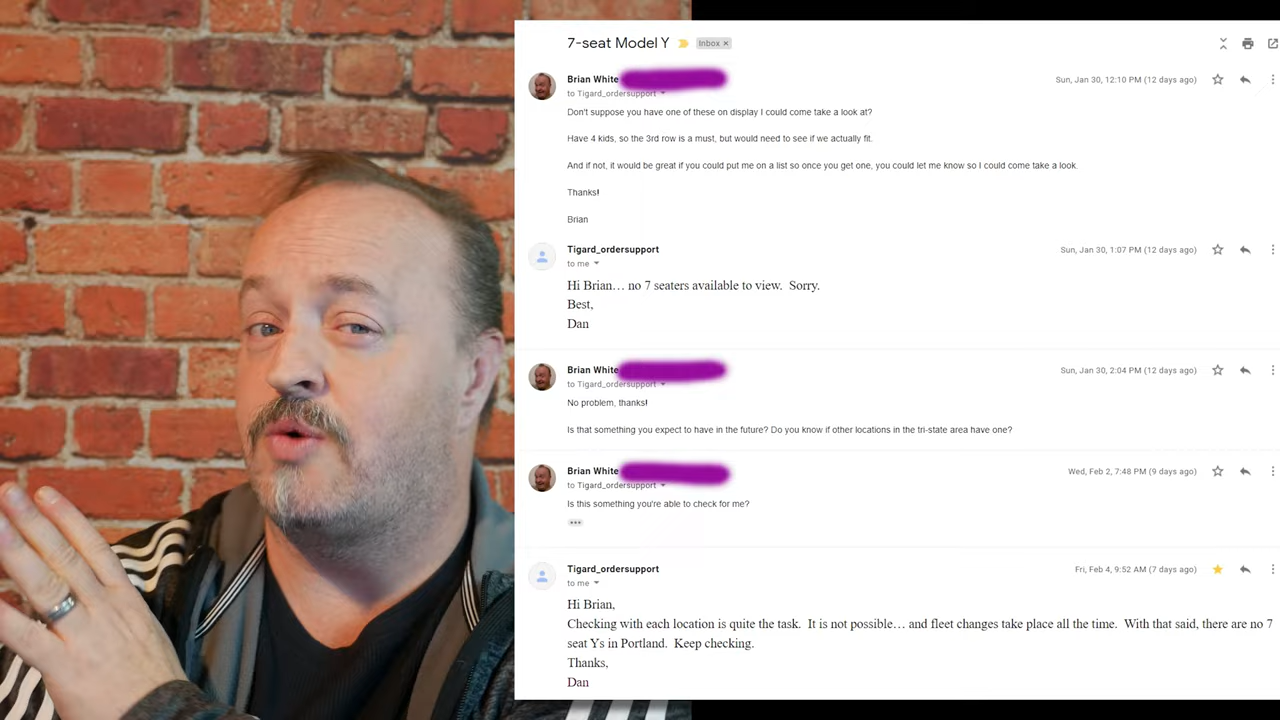 7-seat Model Y Inbox ×
Brian White Sun, Jan 30, 12:10 PM (12 days ago)
to Tigard_ordersupport
Don't suppose you have one of these on display I could come take a look at?
Have 4 kids, so the 3rd row is a must, but would need to see if we actually fit.
And if not, it would be great if you could put me on a list so once you get one, you could let me know so I could come take a look.
Thanks!
Brian
Tigard_ordersupport Sun, Jan 30, 1:07 PM (12 days ago)
to me
Hi Brian… no 7 seaters available to view. Sorry.
Best,
Dan
Brian White Sun, Jan 30, 2:04 PM (12 days ago)
to Tigard_ordersupport
No problem, thanks!
Is that something you expect to have in the future? Do you know if other locations in the tri-state area have one?
Brian White Wed, Feb 2, 7:48 PM (9 days ago)
to Tigard_ordersupport
Is this something you're able to check for me?
Tigard_ordersupport Fri, Feb 4, 9:52 AM (7 days ago)
to me
Hi Brian,
Checking with each location is quite the task. It is not possible… and fleet changes take place all the time. With that said, there are no 7
seat Ys in Portland. Keep checking.
Thanks,
Dan